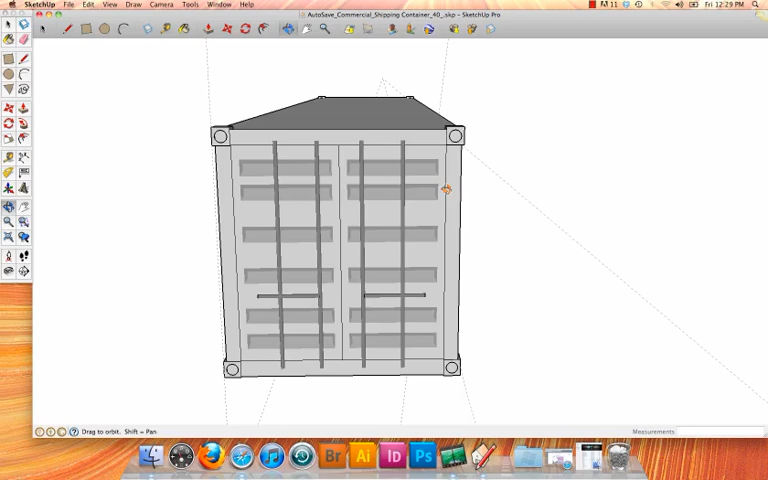 SketchUp File Edit View Draw Camera Tools Window Help
11
Fri 12:29 PM
AutoSave_Commercial_Shipping Container_40_.skp - SketchUp Pro
Drag to orbit. Shift = Pan
Measurements
Br Ai Id Ps